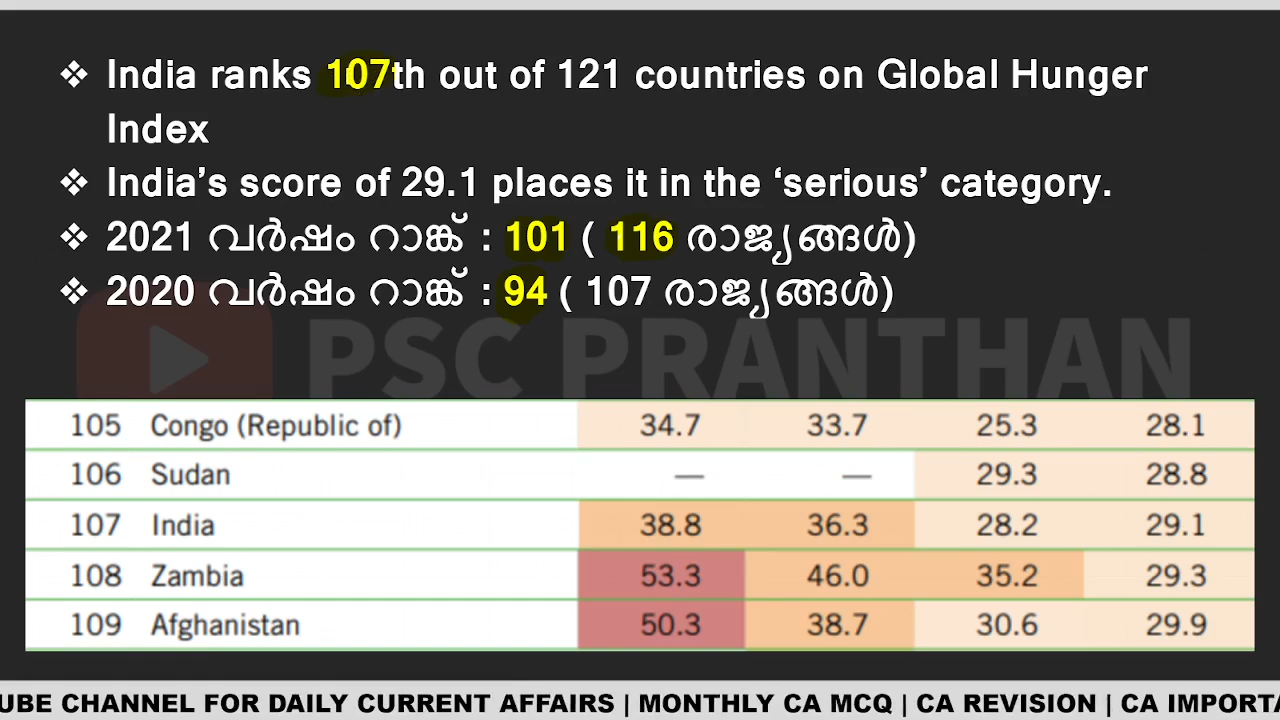 ❖ India ranks 107th out of 121 countries on Global Hunger
Index
❖ India’s score of 29.1 places it in the ‘serious’ category.
❖ 2021 വർഷം റാങ്ക് : 101 ( 116 രാജ്യങ്ങൾ)
❖ 2020 വർഷം റാങ്ക് : 94 ( 107 രാജ്യങ്ങൾ)
PSC PRANTHAN
105 Congo (Republic of) 34.7 33.7 25.3 28.1
106 Sudan — — 29.3 28.8
107 India 38.8 36.3 28.2 29.1
108 Zambia 53.3 46.0 35.2 29.3
109 Afghanistan 50.3 38.7 30.6 29.9
UBE CHANNEL FOR DAILY CURRENT AFFAIRS | MONTHLY CA MCQ | CA REVISION | CA IMPORTA